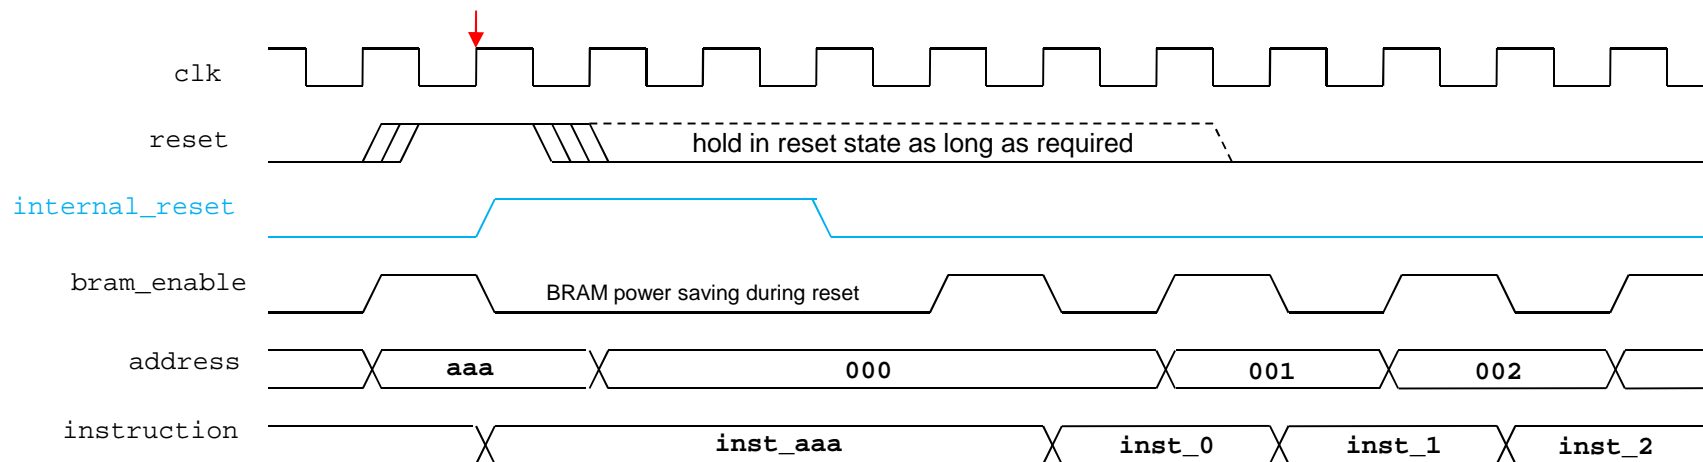 clk
reset
hold in reset state as long as required
internal_reset
bram_enable
BRAM power saving during reset
address
aaa
000
001
002
instruction
inst_aaa
inst_0
inst_1
inst_2